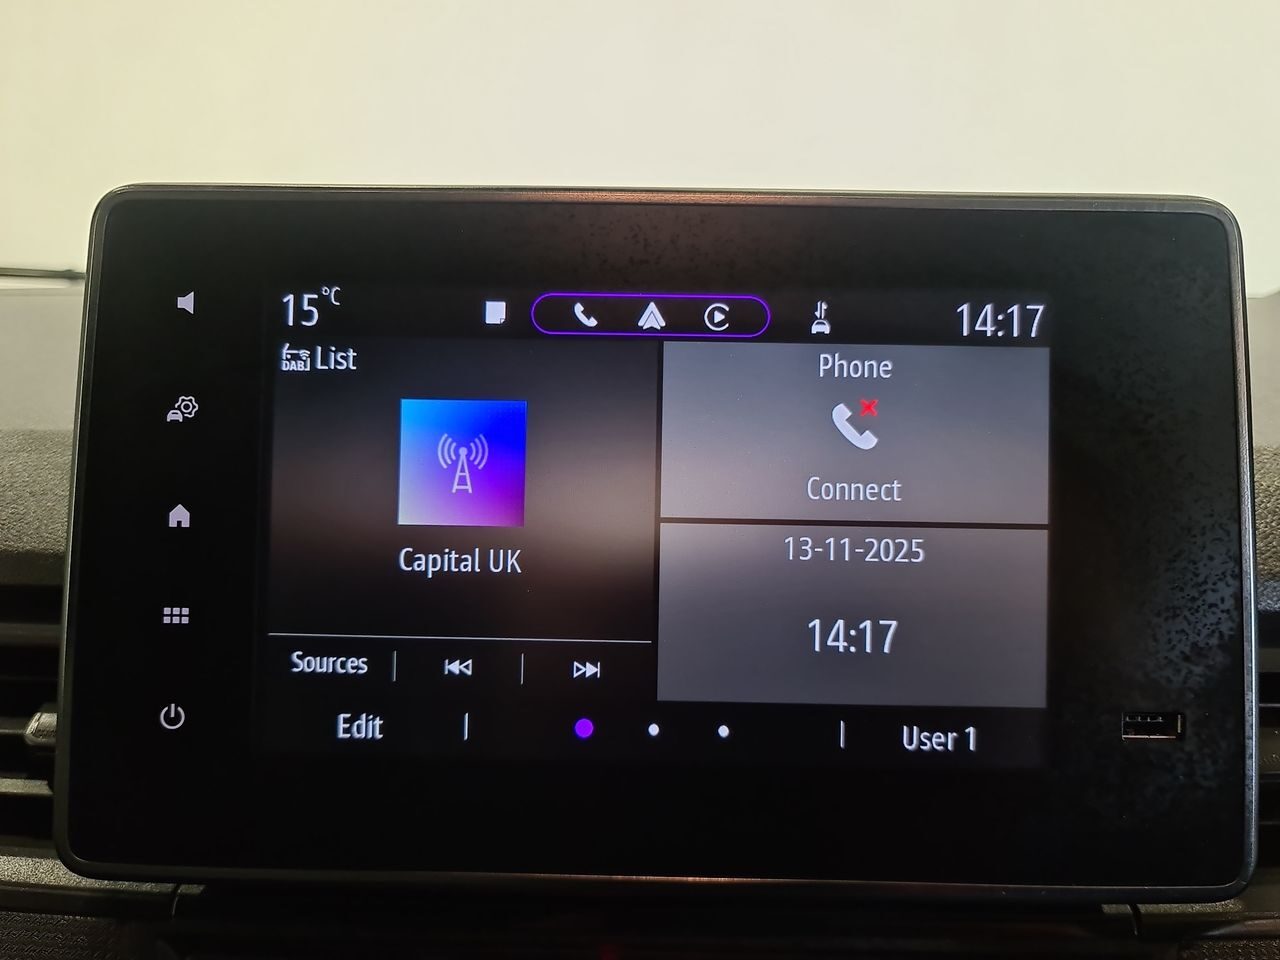 15°C
14:17
DAB List
Capital UK
Sources
Phone
Connect
13-11-2025
14:17
Edit
User 1